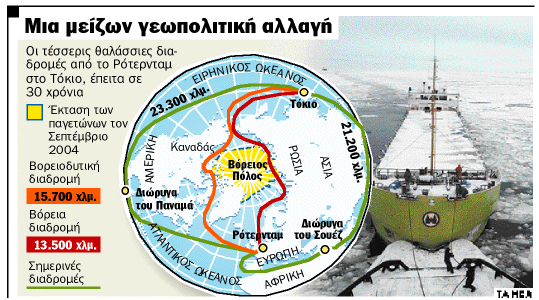 Μια μείζων γεωπολιτική αλλαγή
Οι τέσσερις θαλάσσιες δια-
δρομές από το Ρότερνταμ
στο Τόκιο, έπειτα σε
30 χρόνια
Έκταση των
παγετώνων τον
Σεπτέμβριο
2004
Βορειοδυτική
διαδρομή
15.700 χλμ.
Βόρεια
διαδρομή
13.500 χλμ.
Σημερινές
διαδρομές
ΕΙΡΗΝΙΚΟΣ ΩΚΕΑΝΟΣ
23.300 χλμ.
Τόκιο
21.200 χλμ.
ΑΜΕΡΙΚΗ
Καναδάς
ΡΩΣΙΑ
ΑΣΙΑ
Βόρειος
Πόλος
Διώρυγα
του Παναμά
Ρότερνταμ
Διώρυγα
του Σουέζ
ΑΤΛΑΝΤΙΚΟΣ ΩΚΕΑΝΟΣ
ΕΥΡΩΠΗ
ΑΦΡΙΚΗ
ΤΑ ΝΕΑ